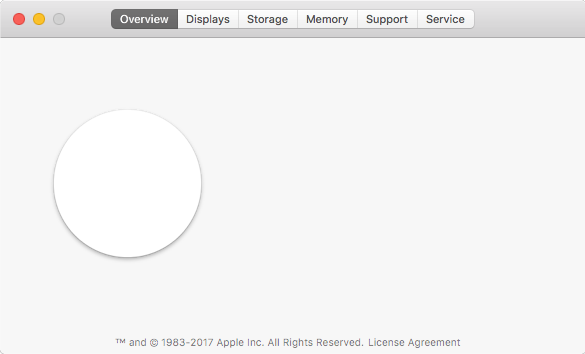 Overview Displays Storage Memory Support Service
™ and © 1983-2017 Apple Inc. All Rights Reserved. License Agreement